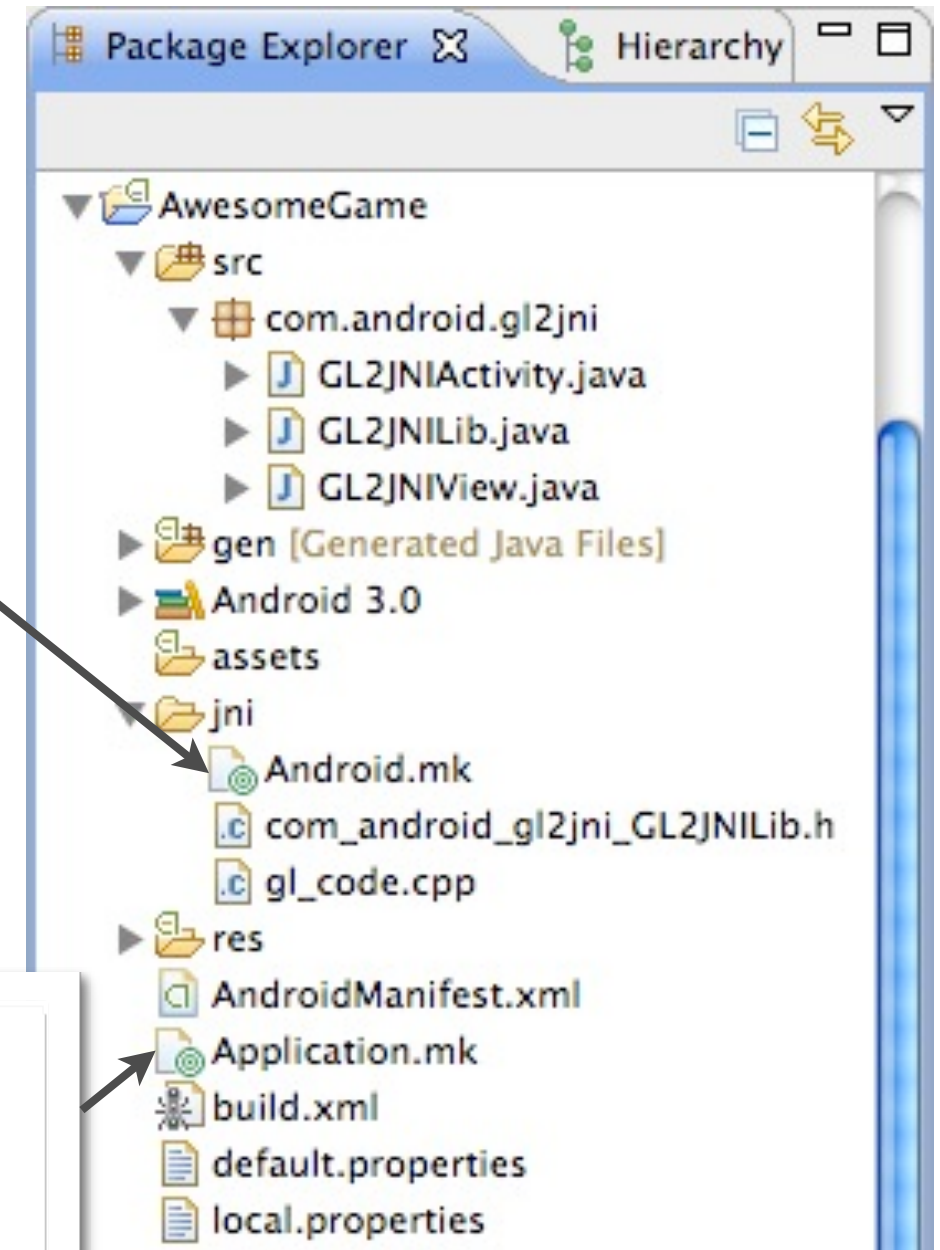 Package Explorer Hierarchy
AwesomeGame
src
com.android.gl2jni
GL2JNIActivity.java
GL2JNILib.java
GL2JNIView.java
gen [Generated Java Files]
Android 3.0
assets
jni
Android.mk
com_android_gl2jni_GL2JNILib.h
gl_code.cpp
res
AndroidManifest.xml
Application.mk
build.xml
default.properties
local.properties